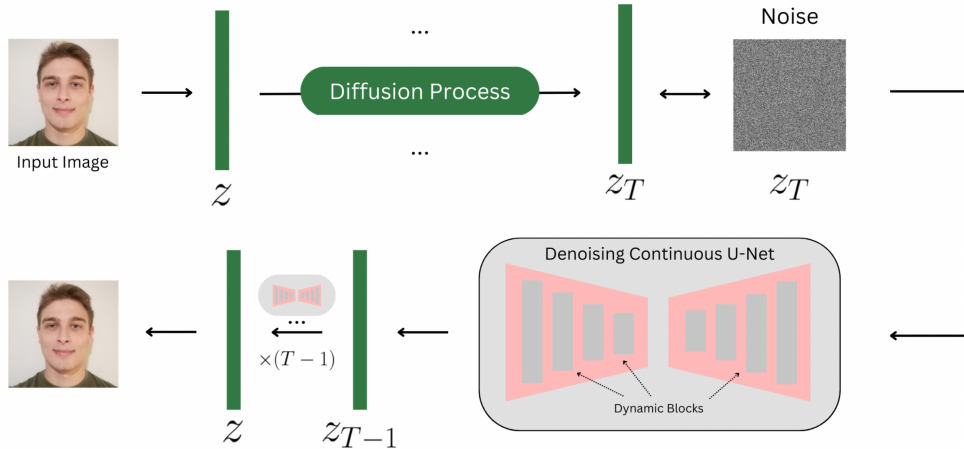 Noise
...
Diffusion Process
...
Input Image
z
z_T
z_T
Denoising Continuous U-Net
...
×(T − 1)
Dynamic Blocks
z
z_{T−1}